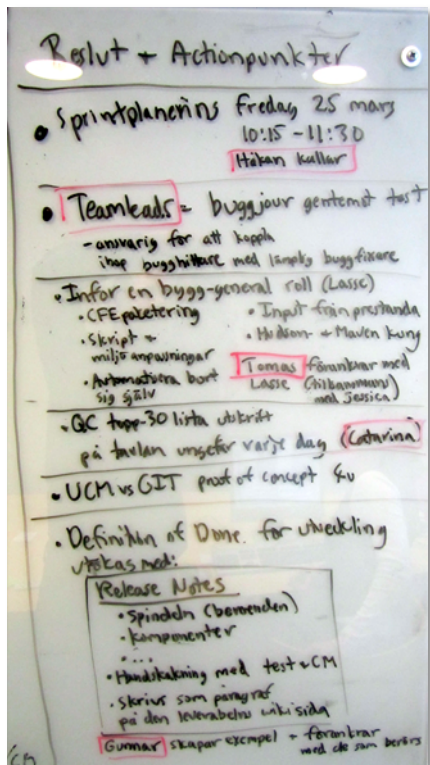 Beslut + Actionpunkter
• Sprintplanering Fredag 25 mars
10:15 - 11:30
Håkan kallar
• Teamleads = buggjour gentemot test
- ansvarig för att koppla
ihop bugghittare med lämplig buggfixare
• Inför en bygg-general roll (Lasse)
• CFE paketering
• Skript +
miljö anpassningar
• Automatisera bort
sig själv
• Input från prestanda
• Hudson- & Maven kung
Tomas förankrar med
Lasse (tillsammans
med Jessica)
• QC topp-30 lista utskrift
på tavlan ungefär varje dag (Catarina)
• UCM vs GIT proof of concept
• Definition of Done. för utveckling
utökas med:
Release Notes
• Spindeln (beroenden)
• Komponenter
• ...
• Handskakning med test & CM
• Skrivs som paragraf
på den leverabelns wikisida
Gunnar skapar exempel + förankrar
med de som berörs